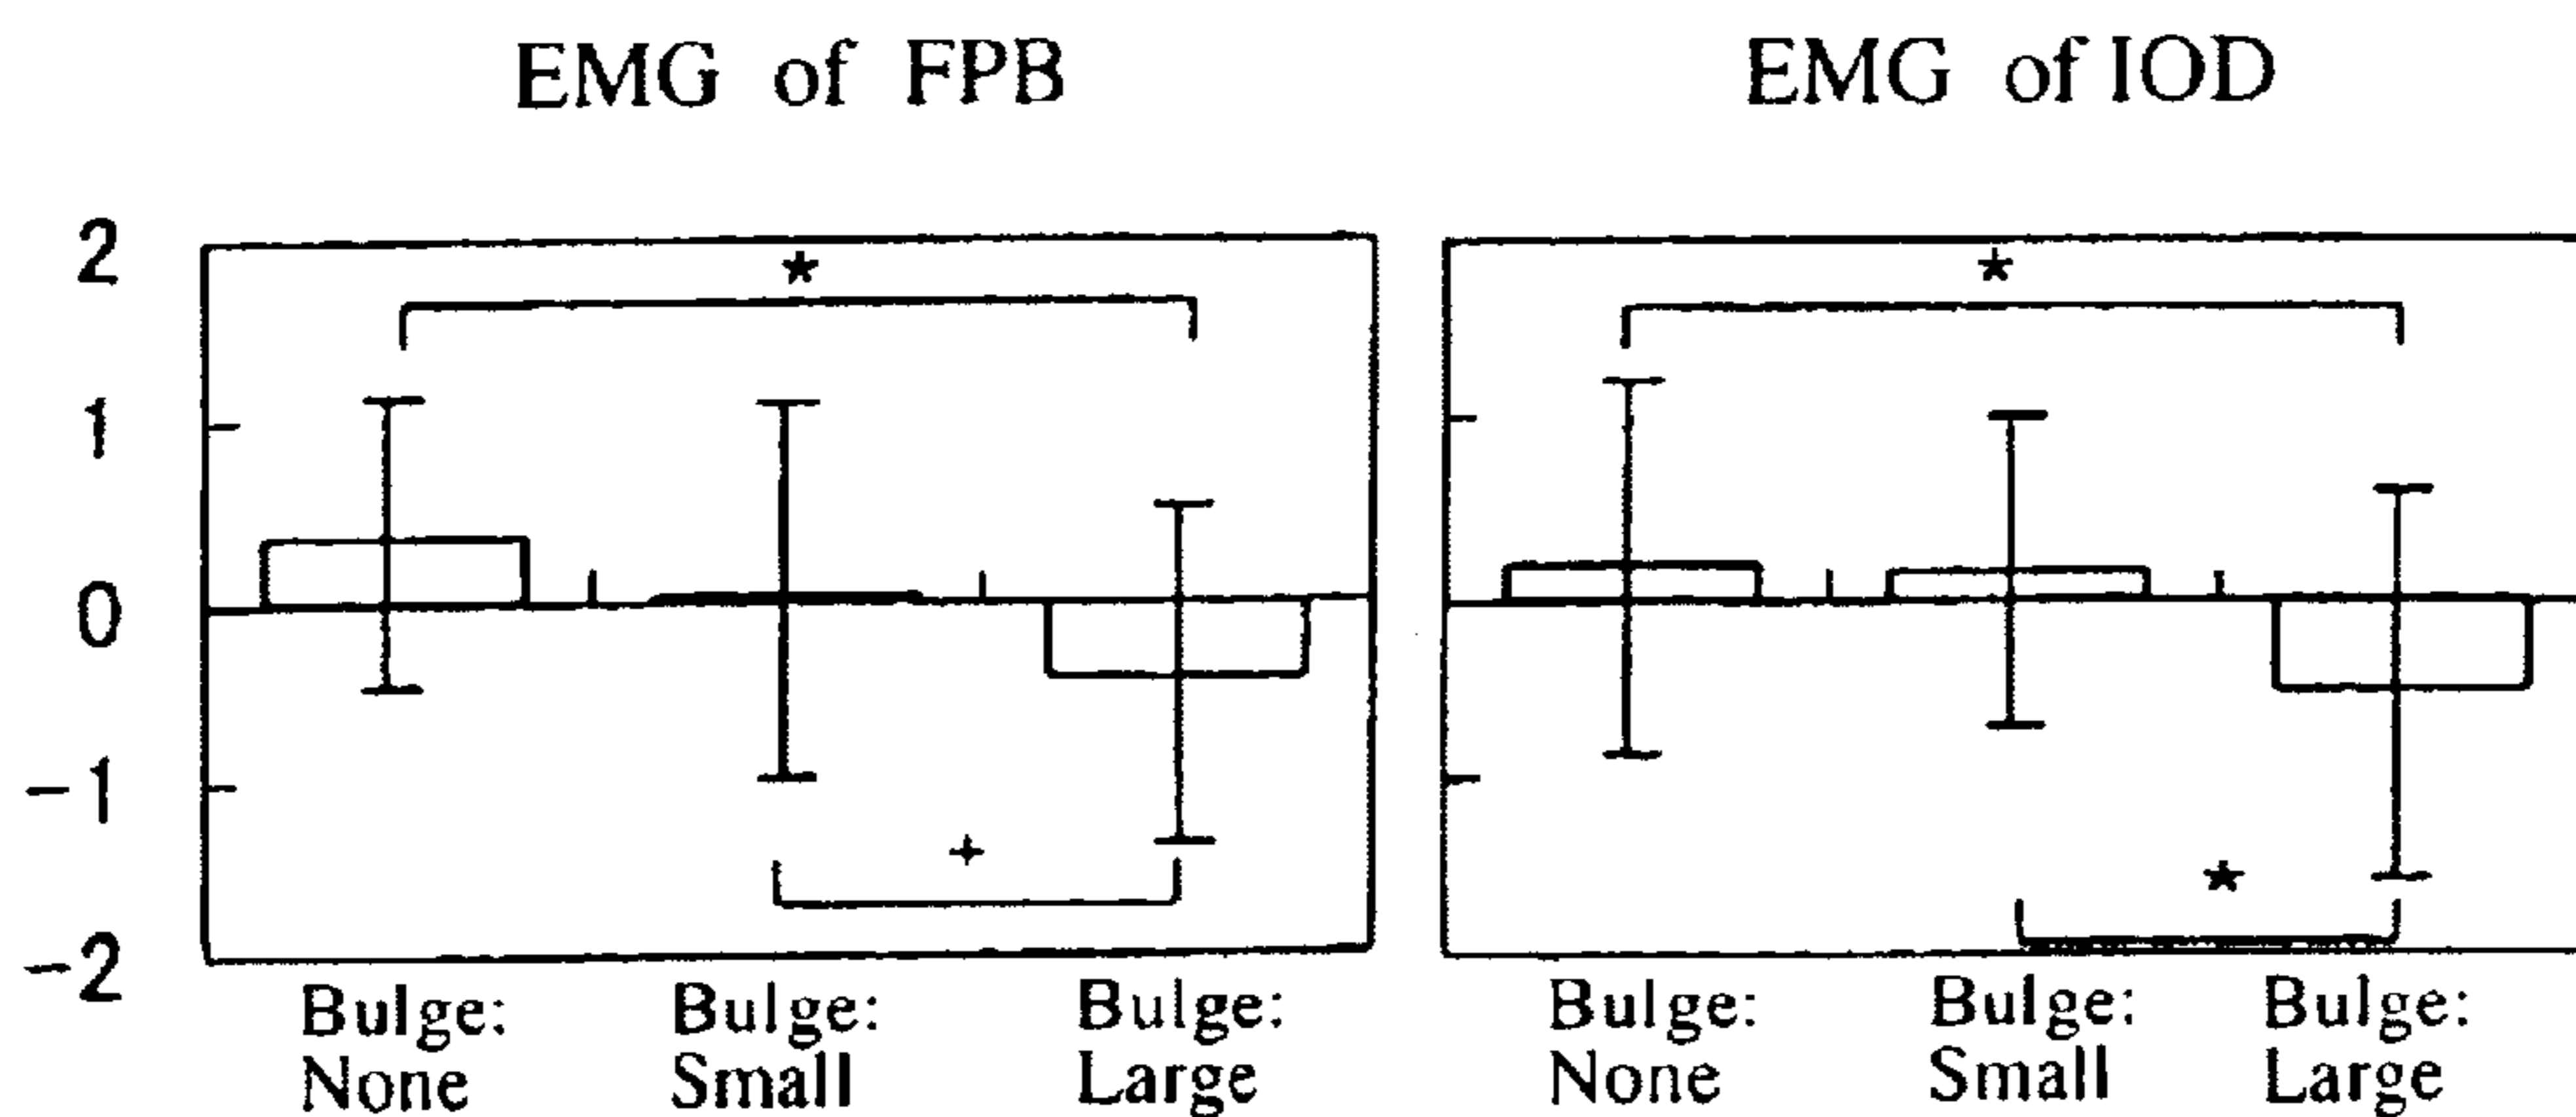 EMG of FPB
EMG of IOD
2
1
0
-1
-2
*
*
+
*
Bulge:
None
Bulge:
Small
Bulge:
Large
Bulge:
None
Bulge:
Small
Bulge:
Large